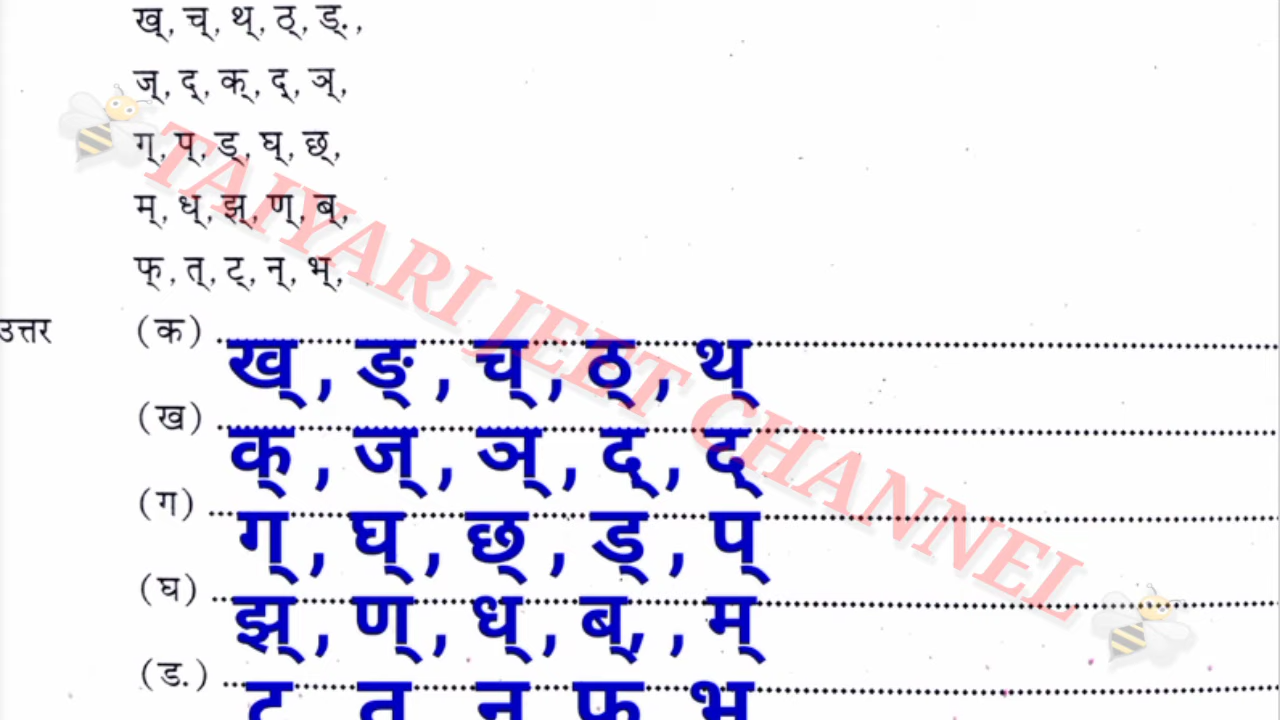 ख्, च्, थ्, ठ्, ड्.,
ज्, द्, क्, द्, ञ्,
ग्, प्, ड्, घ्, छ्,
म्, ध्, झ्, ण्, ब्,
फ्, त्, ट्, न्, भ्,
उत्तर (क) ख् , ङ् , च् , ठ् , थ्
(ख) क् , ज् , ञ् , द् , द्
(ग) ग् , घ् , छ् , ड् , प्
(घ) झ् , ण् , ध् , ब्, , म्
(ड.)
TAIYARI JEET CHANNEL